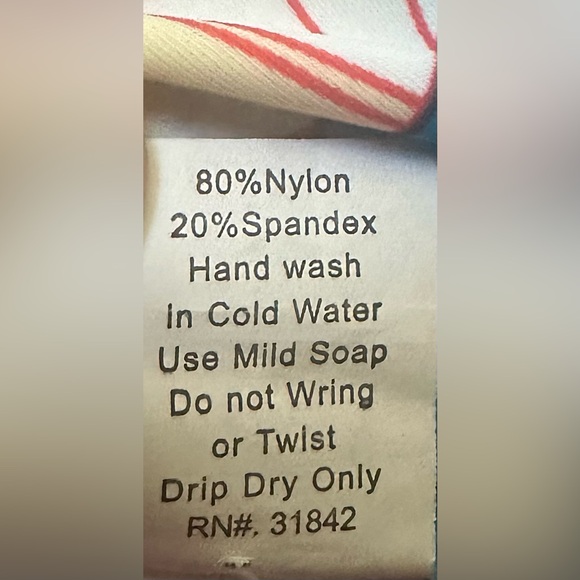 80%Nylon
20%Spandex
Hand wash
In Cold Water
Use Mild Soap
Do not Wring
or Twist
Drip Dry Only
RN#. 31842